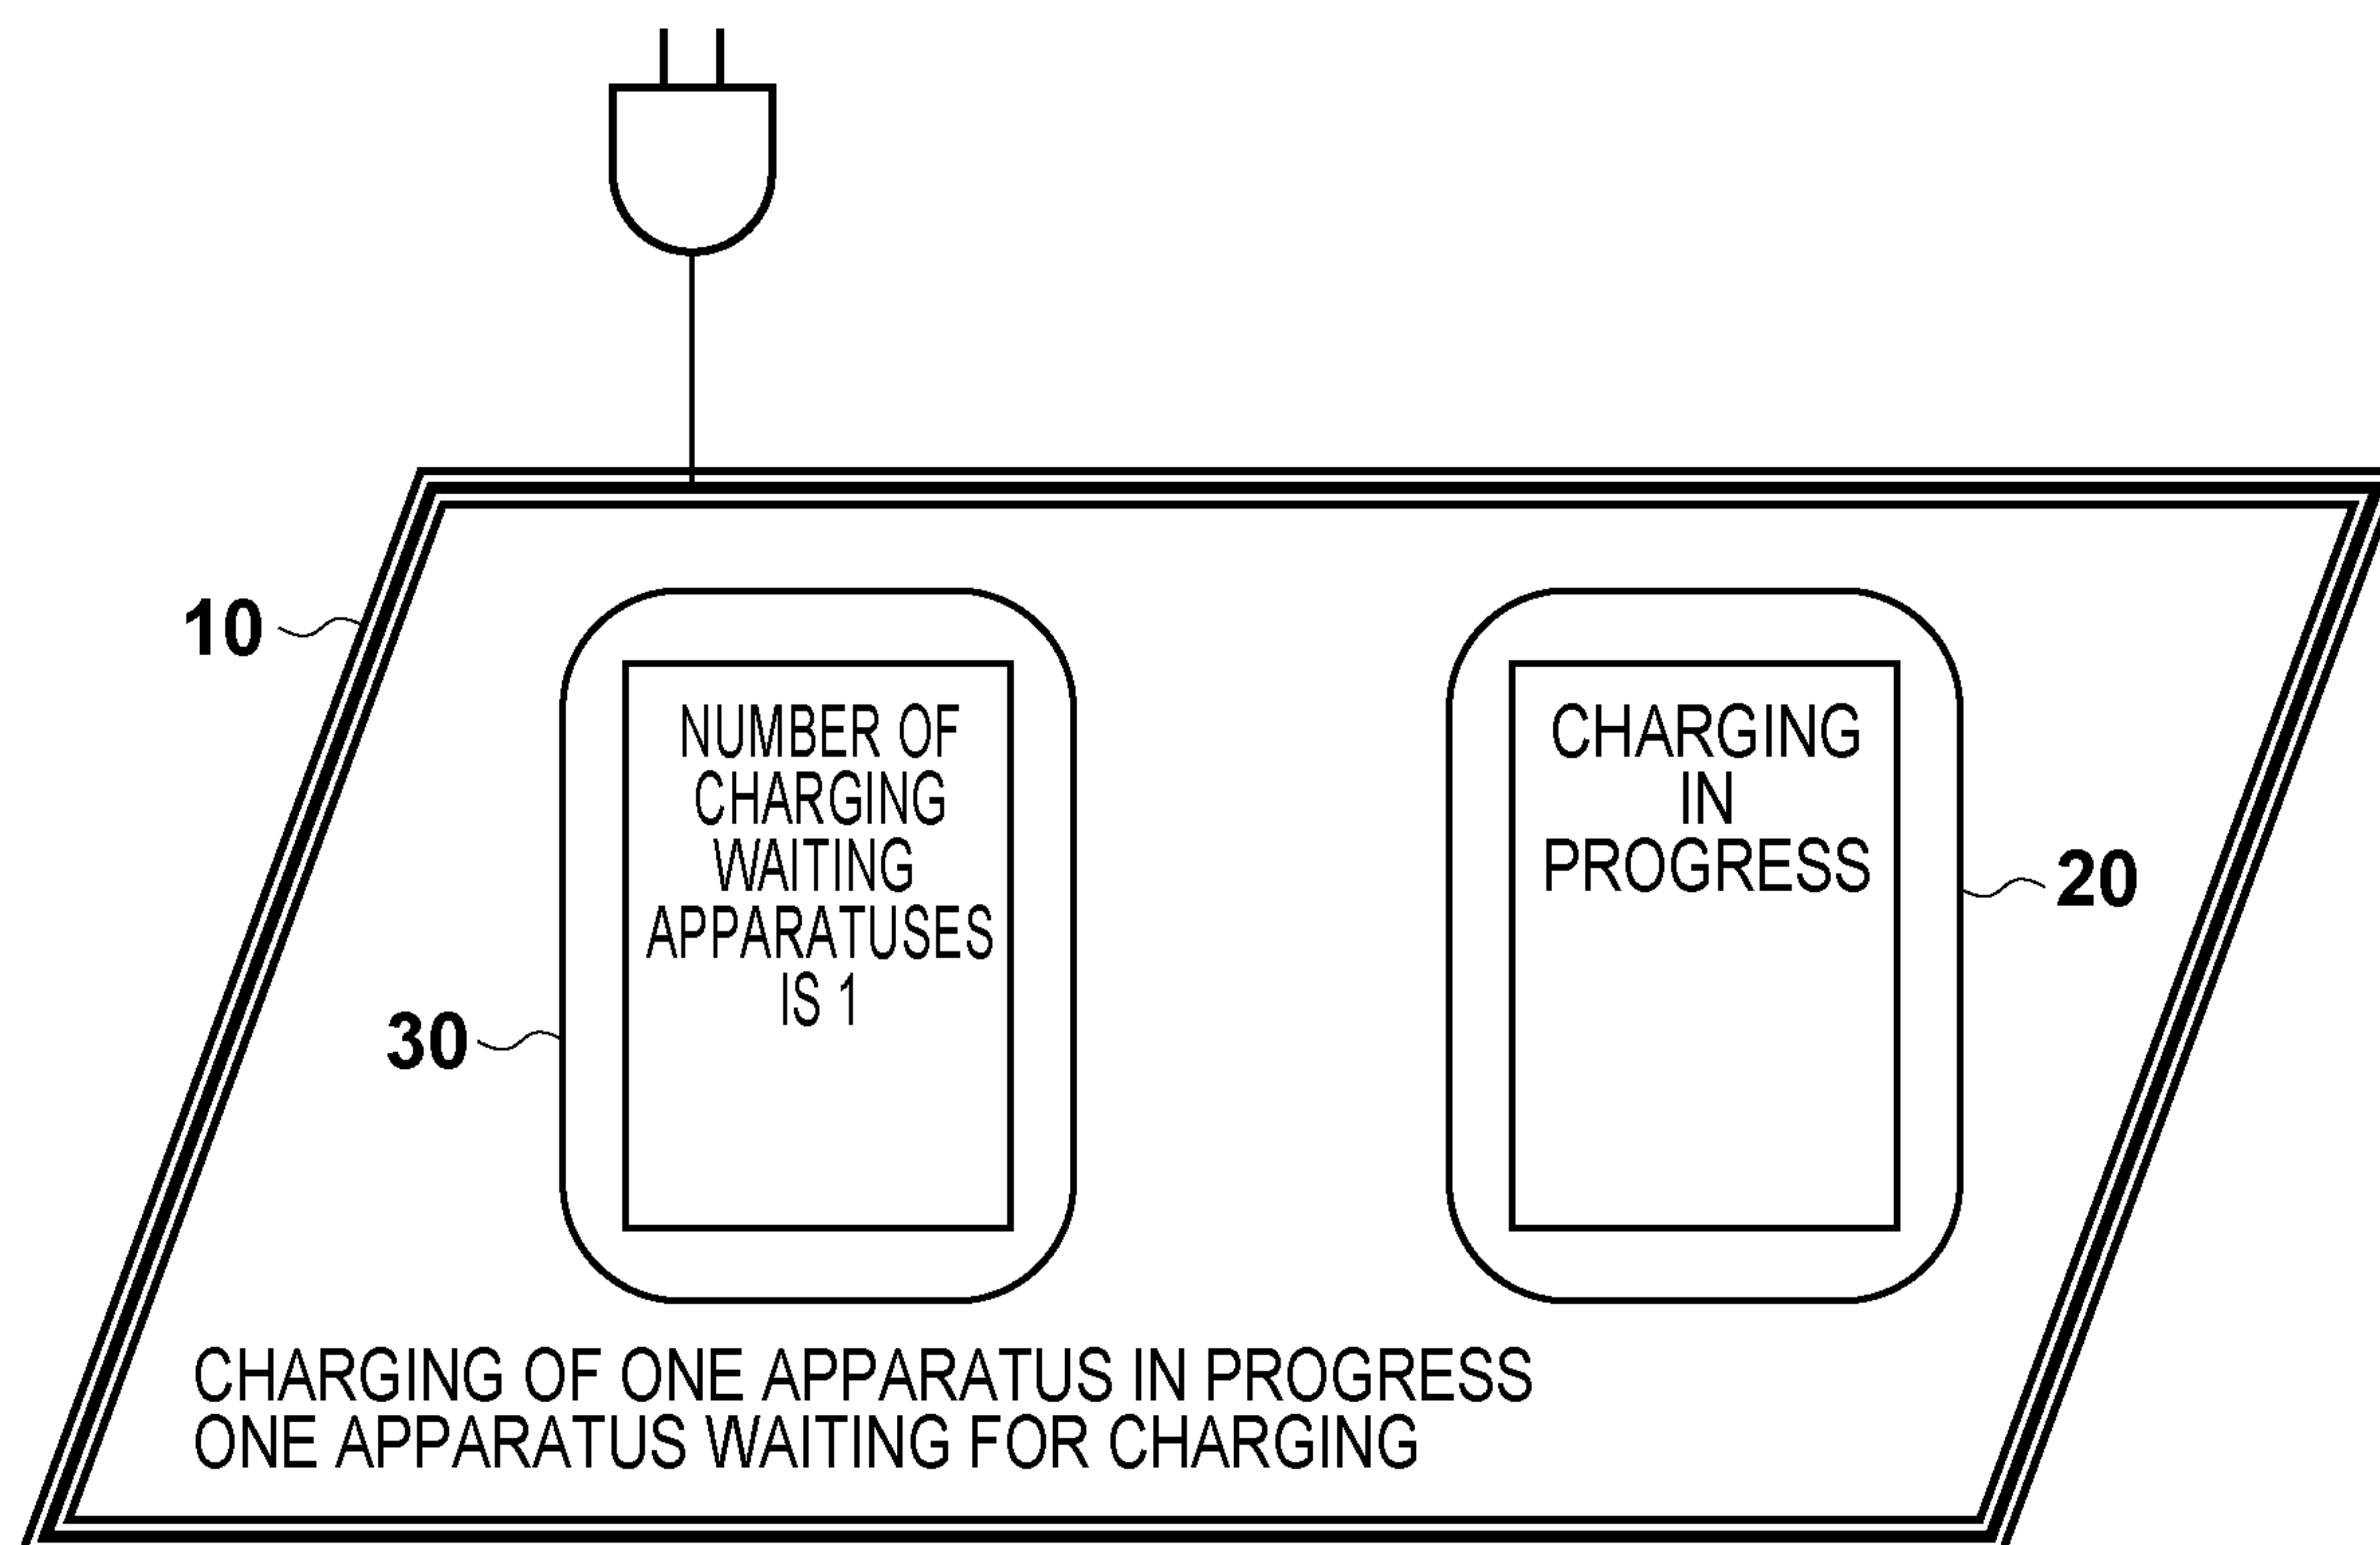 10
NUMBER OF
CHARGING
WAITING
APPARATUSES
IS 1
30
CHARGING
IN
PROGRESS
20
CHARGING OF ONE APPARATUS IN PROGRESS
ONE APPARATUS WAITING FOR CHARGING